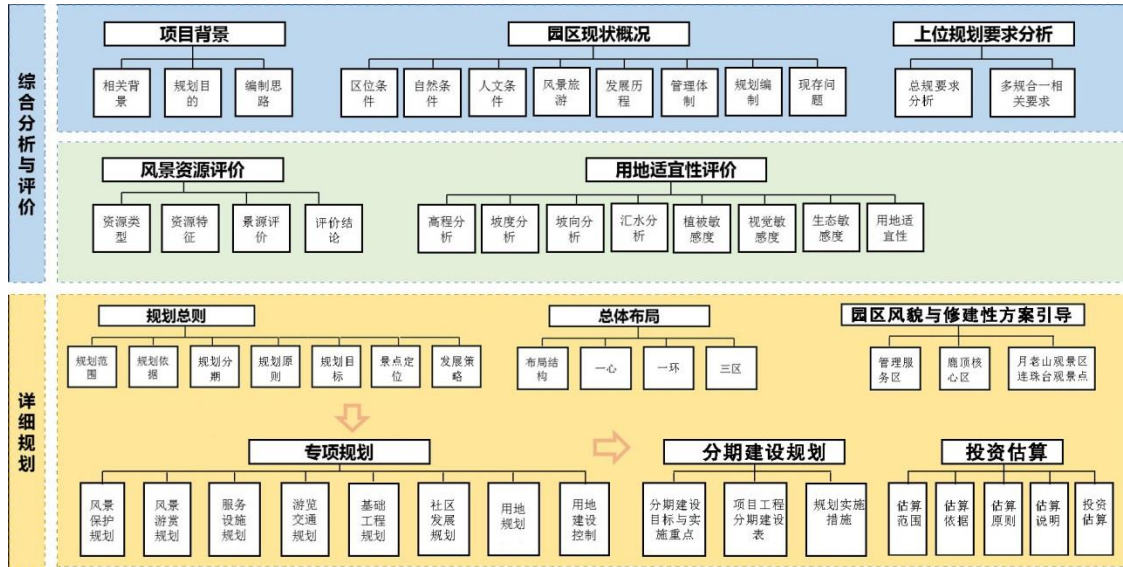 综合分析与评价
项目背景
相关背景
规划目的
编制思路
园区现状概况
区位条件
自然条件
人文条件
风景旅游
发展历程
管理体制
规划编制
现存问题
上位规划要求分析
总规要求
分析
多规合一相
关要求
风景资源评价
资源类
型
资源特
征
景源评
价
评价结
论
用地适宜性评价
高程分
析
坡度分
析
坡向分
析
汇水分
析
植被敏
感度
视觉敏
感度
生态敏
感度
用地适
宜性
详细规划
规划总则
规划范
围
规划依
据
规划分
期
规划原
则
规划目
标
景点定
位
发展策
略
总体布局
布局结
构
一心
一环
三区
园区风貌与修建性方案引导
管理服
务区
鹿顶核
心区
月老山观景区
连珠台观景点
专项规划
风景
保护
规划
风景
游赏
规划
服务
设施
规划
游览
交通
规划
基础
工程
规划
社区
发展
规划
用地
规划
用地
建设
控制
分期建设规划
分期建设
目标与实
施重点
项目工程
分期建设
表
规划实施
措施
投资估算
估算
范围
估算
依据
估算
原则
估算
说明
投资
估算